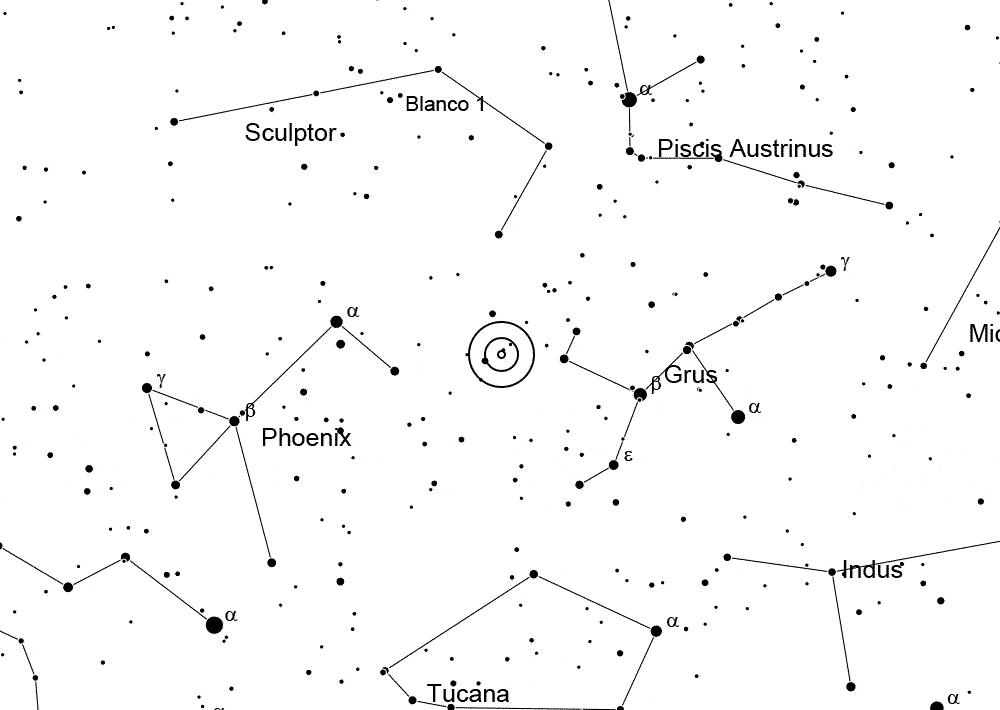 α
Blanco 1
Sculptor
Piscis Austrinus
γ
α
Mic
γ
β
Grus
α
β
Phoenix
ε
Indus
α
α
Tucana
α
α